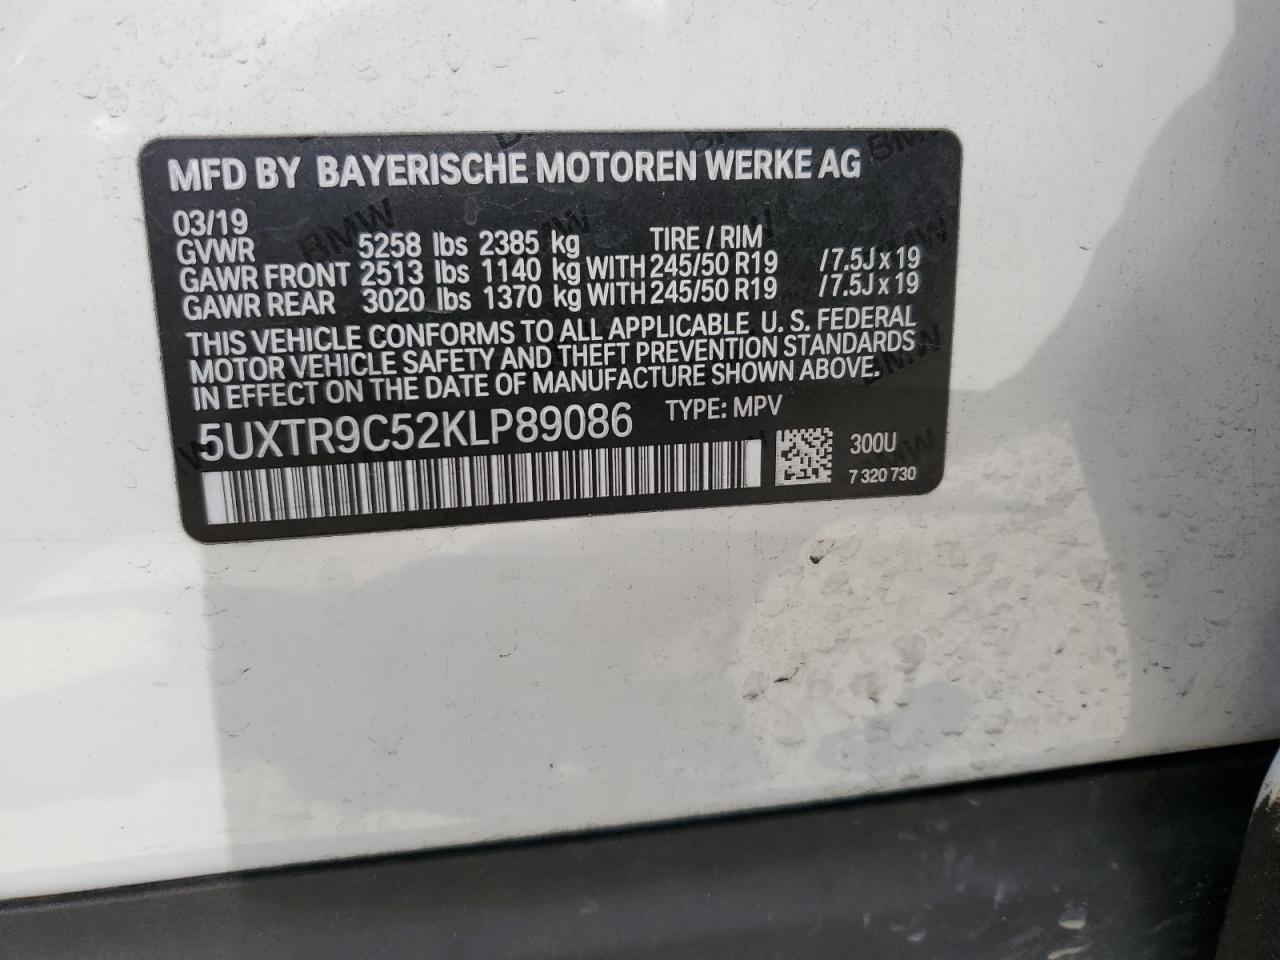 MFD BY BAYERISCHE MOTOREN WERKE AG
03/19
GVWR 5258 lbs 2385 kg TIRE / RIM
GAWR FRONT 2513 lbs 1140 kg WITH 245/50 R19 / 7.5J x 19
GAWR REAR 3020 lbs 1370 kg WITH 245/50 R19 / 7.5J x 19
THIS VEHICLE CONFORMS TO ALL APPLICABLE U. S. FEDERAL
MOTOR VEHICLE SAFETY AND THEFT PREVENTION STANDARDS
IN EFFECT ON THE DATE OF MANUFACTURE SHOWN ABOVE.
5UXTR9C52KLP89086 TYPE: MPV
300U
7 320 730